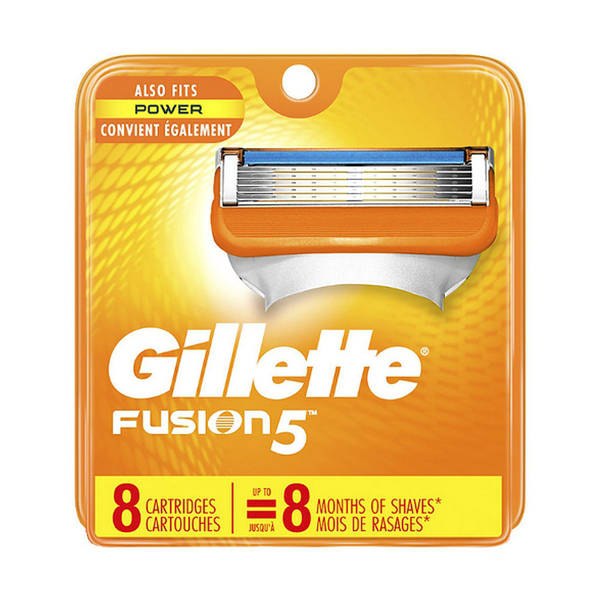 ALSO FITS
POWER
CONVIENT ÉGALEMENT
Gillette®
FUSION5™
8 CARTRIDGES
CARTOUCHES
UP TO
=
JUSQU'À
8 MONTHS OF SHAVES*
MOIS DE RASAGES*